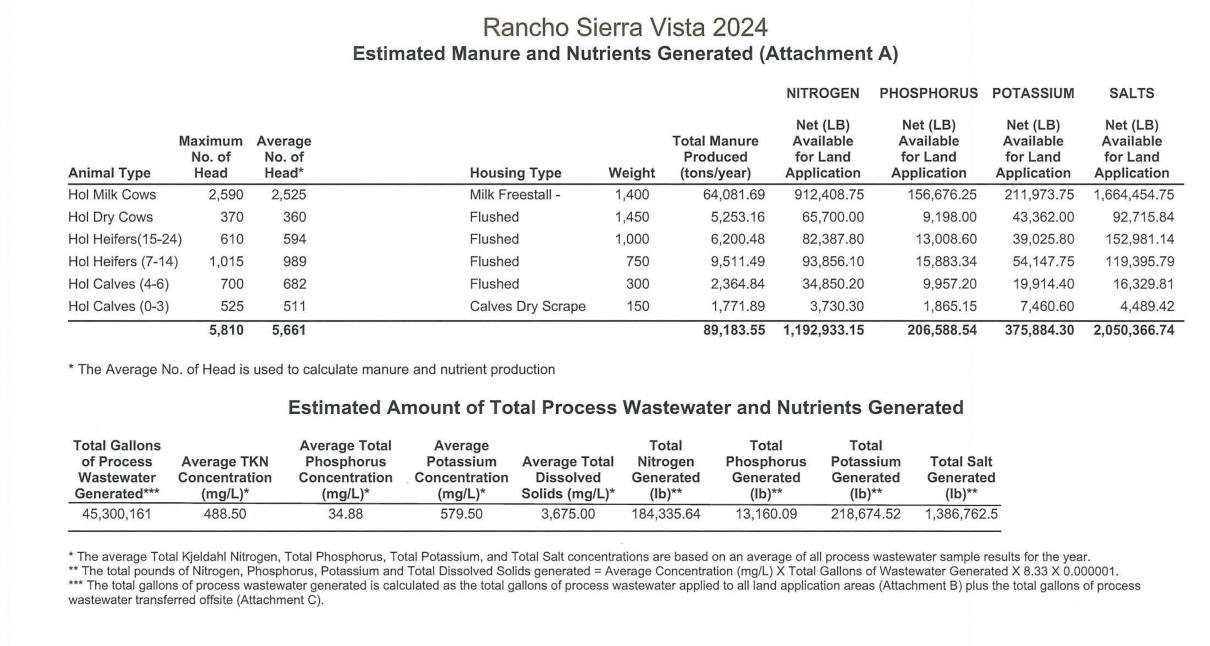 Rancho Sierra Vista 2024
Estimated Manure and Nutrients Generated (Attachment A)
NITROGEN PHOSPHORUS POTASSIUM SALTS
Net (LB) Net (LB) Net (LB) Net (LB)
Maximum Average Total Manure Available Available Available Available
No. of No. of Produced for Land for Land for Land for Land
Animal Type Head Head* Housing Type Weight (tons/year) Application Application Application Application
Hol Milk Cows 2,590 2,525 Milk Freestall - 1,400 64,081.69 912,408.75 156,676.25 211,973.75 1,664,454.75
Hol Dry Cows 370 360 Flushed 1,450 5,253.16 65,700.00 9,198.00 43,362.00 92,715.84
Hol Heifers(15-24) 610 594 Flushed 1,000 6,200.48 82,387.80 13,008.60 39,025.80 152,981.14
Hol Heifers (7-14) 1,015 989 Flushed 750 9,511.49 93,856.10 15,883.34 54,147.75 119,395.79
Hol Calves (4-6) 700 682 Flushed 300 2,364.84 34,850.20 9,957.20 19,914.40 16,329.81
Hol Calves (0-3) 525 511 Calves Dry Scrape 150 1,771.89 3,730.30 1,865.15 7,460.60 4,489.42
5,810 5,661 89,183.55 1,192,933.15 206,588.54 375,884.30 2,050,366.74
* The Average No. of Head is used to calculate manure and nutrient production
Estimated Amount of Total Process Wastewater and Nutrients Generated
Total Gallons Average Total Average Total Total Total
of Process Average TKN Phosphorus Potassium Average Total Nitrogen Phosphorus Potassium Total Salt
Wastewater Concentration Concentration Concentration Dissolved Generated Generated Generated Generated
Generated*** (mg/L)* (mg/L)* (mg/L)* Solids (mg/L)* (lb)** (lb)** (lb)** (lb)**
45,300,161 488.50 34.88 579.50 3,675.00 184,335.64 13,160.09 218,674.52 1,386,762.5
* The average Total Kjeldahl Nitrogen, Total Phosphorus, Total Potassium, and Total Salt concentrations are based on an average of all process wastewater sample results for the year.
** The total pounds of Nitrogen, Phosphorus, Potassium and Total Dissolved Solids generated = Average Concentration (mg/L) X Total Gallons of Wastewater Generated X 8.33 X 0.000001.
*** The total gallons of process wastewater generated is calculated as the total gallons of process wastewater applied to all land application areas (Attachment B) plus the total gallons of process
wastewater transferred offsite (Attachment C).